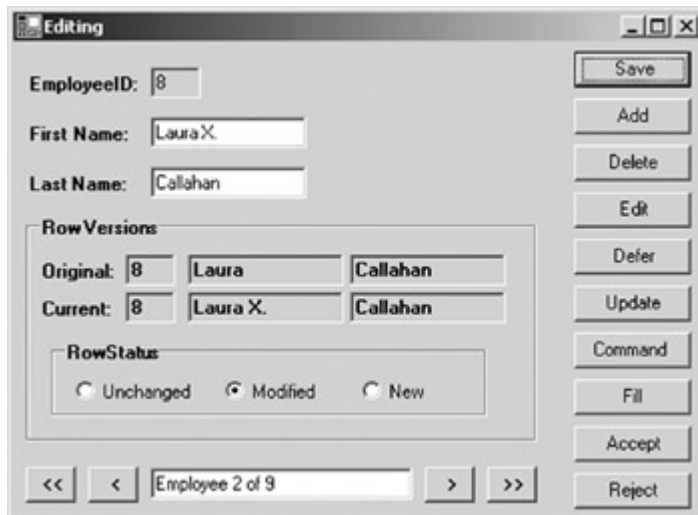 Editing
EmployeeID: 8
First Name: Laura X.
Last Name: Callahan
Row Versions
Original: 8 Laura Callahan
Current: 8 Laura X. Callahan
RowStatus
Unchanged Modified New
<< < Employee 2 of 9 > >>
Save
Add
Delete
Edit
Defer
Update
Command
Fill
Accept
Reject